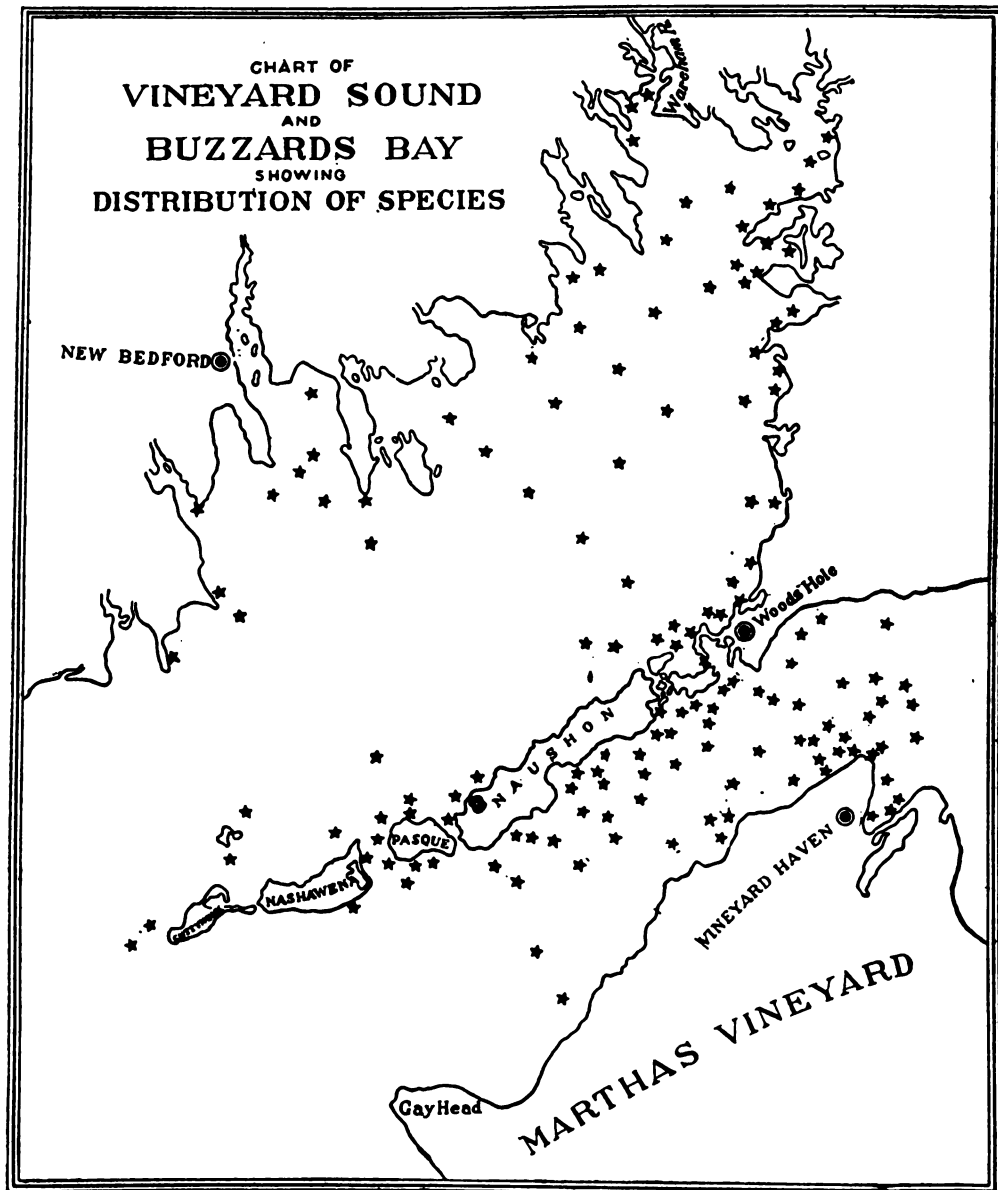 CHART OF
VINEYARD SOUND
AND
BUZZARDS BAY
SHOWING
DISTRIBUTION OF SPECIES
Wareham R.
NEW BEDFORD
Woods Hole
NAUSHON
PASQUE
NASHAWENA
VINEYARD HAVEN
MARTHAS VINEYARD
Gay Head